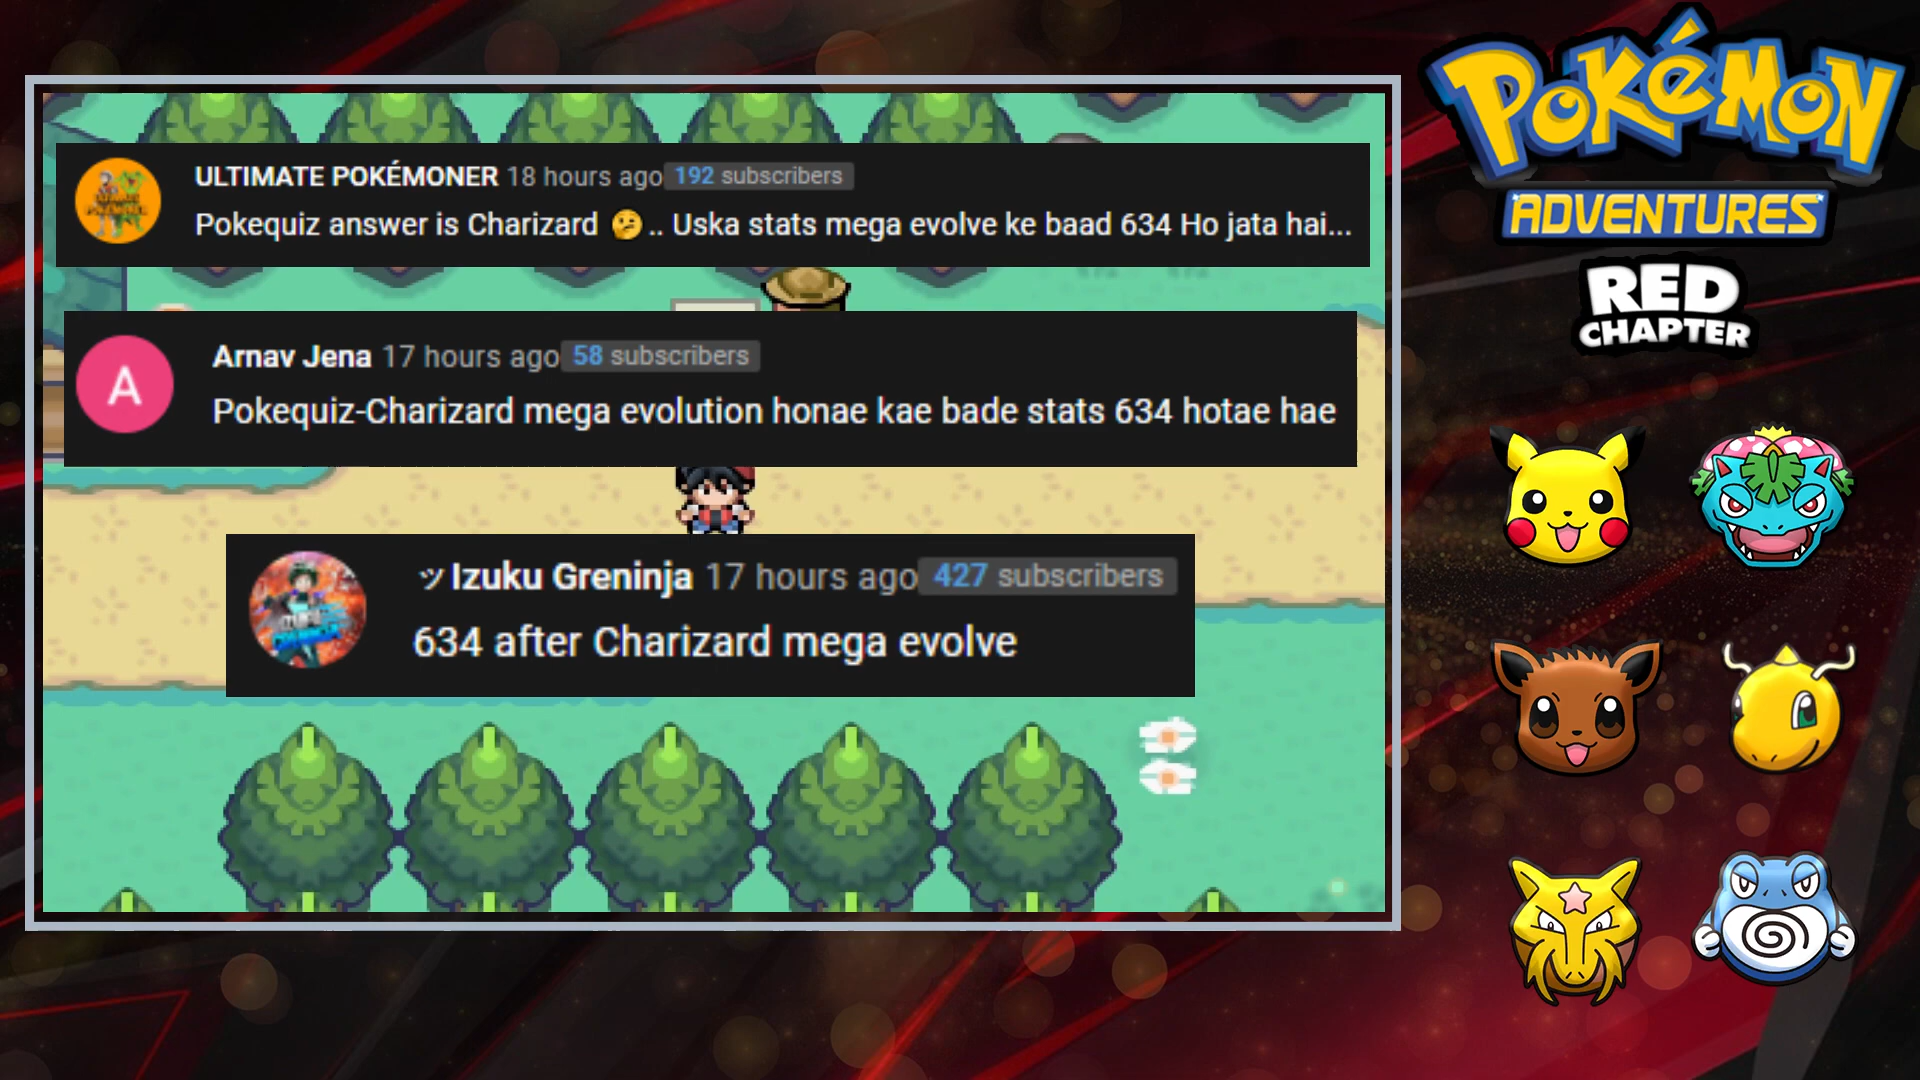 ULTIMATE POKÉMONER 18 hours ago 192 subscribers
Pokequiz answer is Charizard 🤔.. Uska stats mega evolve ke baad 634 Ho jata hai...
A
Arnav Jena 17 hours ago 58 subscribers
Pokequiz-Charizard mega evolution honae kae bade stats 634 hotae hae
ッIzuku Greninja 17 hours ago 427 subscribers
634 after Charizard mega evolve
POKéMON
ADVENTURES
RED
CHAPTER